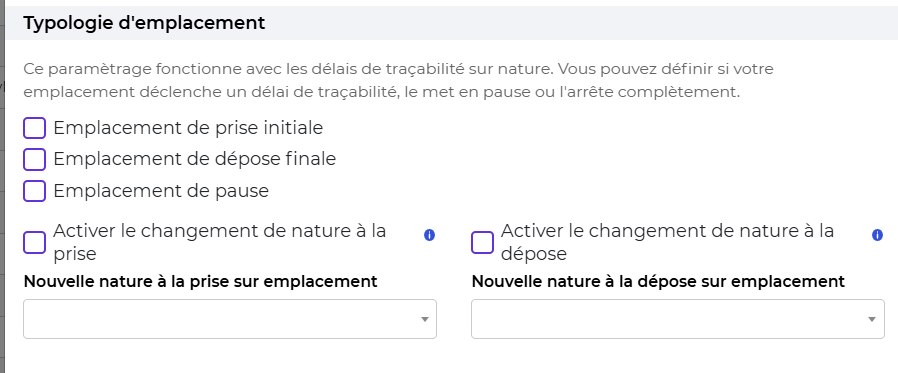 Typologie d'emplacement
Ce paramètrage fonctionne avec les délais de traçabilité sur nature. Vous pouvez définir si votre
emplacement déclenche un délai de traçabilité, le met en pause ou l'arrête complètement.
Emplacement de prise initiale
Emplacement de dépose finale
Emplacement de pause
Activer le changement de nature à la
prise
Activer le changement de nature à la
dépose
Nouvelle nature à la prise sur emplacement
Nouvelle nature à la dépose sur emplacement